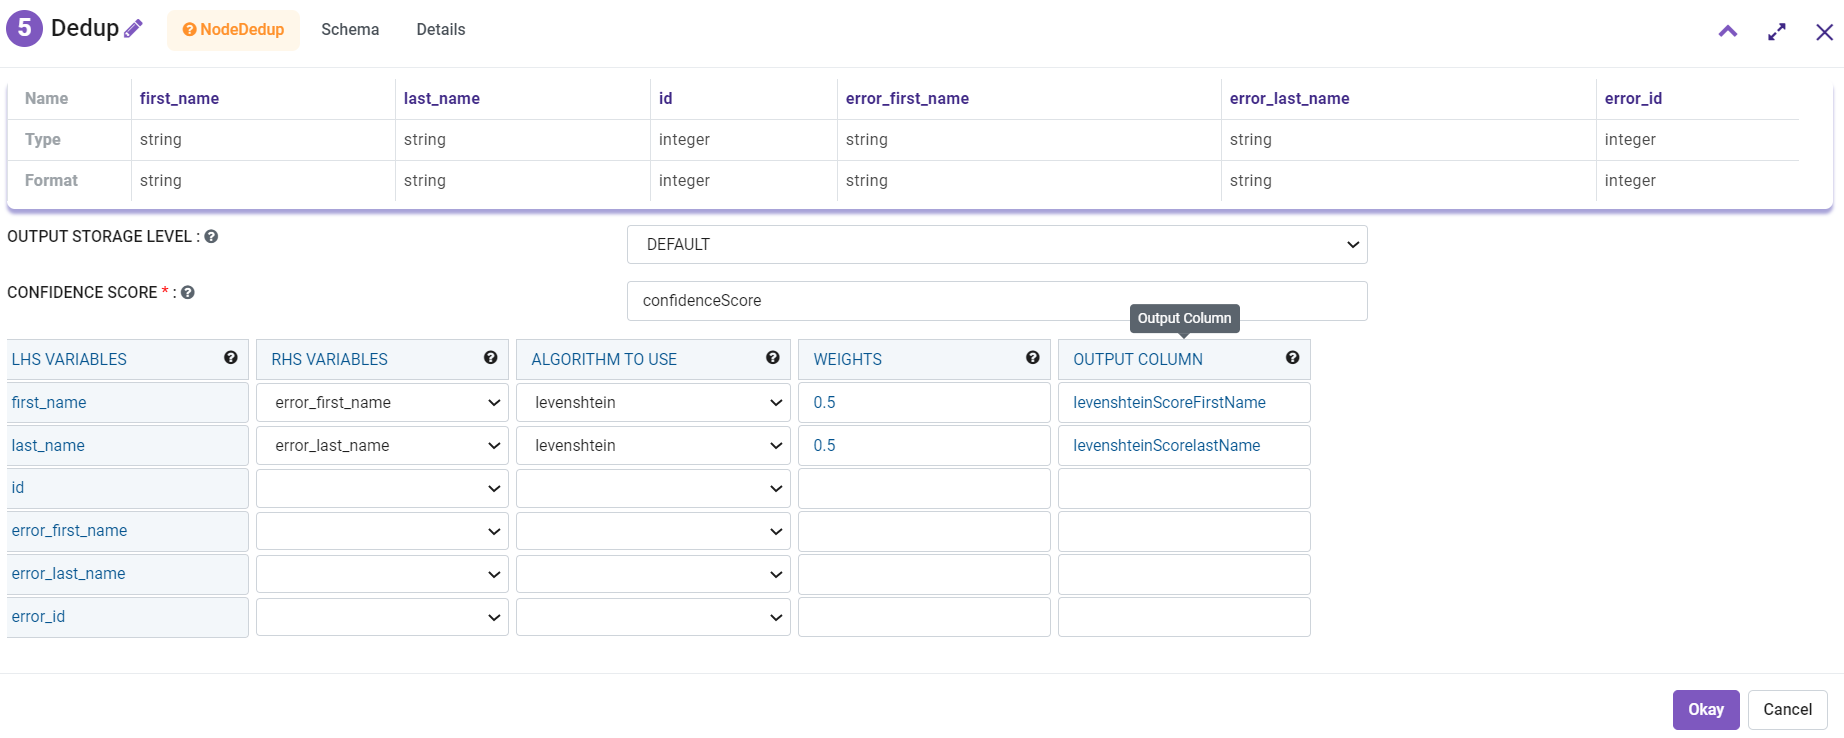 5 Dedup NodeDedup Schema Details
Name first_name last_name id error_first_name error_last_name error_id
Type string string integer string string integer
Format string string integer string string integer
OUTPUT STORAGE LEVEL : DEFAULT
CONFIDENCE SCORE * : confidenceScore
Output Column
LHS VARIABLES RHS VARIABLES ALGORITHM TO USE WEIGHTS OUTPUT COLUMN
first_name error_first_name levenshtein 0.5 levenshteinScoreFirstName
last_name error_last_name levenshtein 0.5 levenshteinScorelastName
id
error_first_name
error_last_name
error_id
Okay Cancel